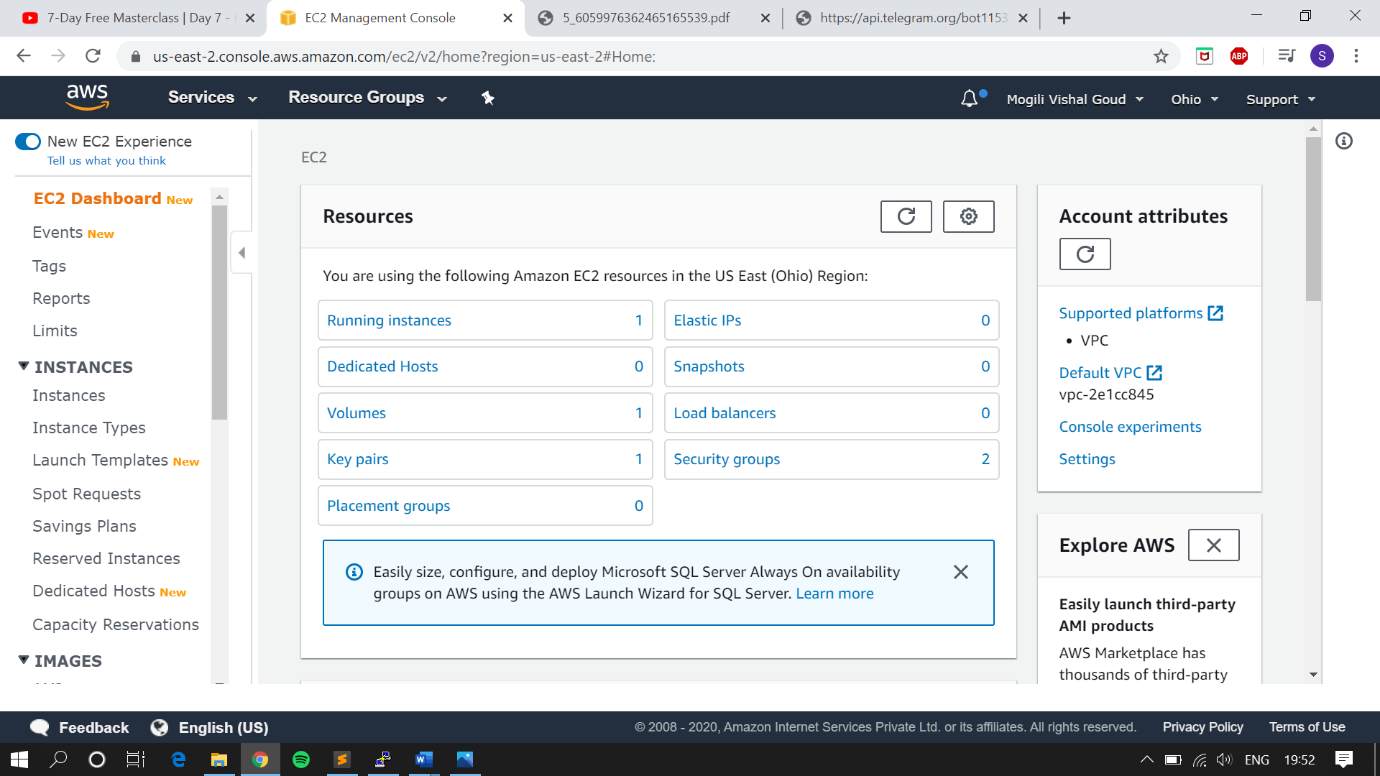 7-Day Free Masterclass | Day 7 -
EC2 Management Console
5_6059976362465165539.pdf
https://api.telegram.org/bot1153
us-east-2.console.aws.amazon.com/ec2/v2/home?region=us-east-2#Home:
ABP
S
aws
Services
Resource Groups
Mogili Vishal Goud
Ohio
Support
New EC2 Experience
Tell us what you think
EC2 Dashboard New
Events New
Tags
Reports
Limits
INSTANCES
Instances
Instance Types
Launch Templates New
Spot Requests
Savings Plans
Reserved Instances
Dedicated Hosts New
Capacity Reservations
IMAGES
EC2
Resources
You are using the following Amazon EC2 resources in the US East (Ohio) Region:
Running instances 1
Elastic IPs 0
Dedicated Hosts 0
Snapshots 0
Volumes 1
Load balancers 0
Key pairs 1
Security groups 2
Placement groups 0
Easily size, configure, and deploy Microsoft SQL Server Always On availability
groups on AWS using the AWS Launch Wizard for SQL Server. Learn more
Account attributes
Supported platforms
• VPC
Default VPC
vpc-2e1cc845
Console experiments
Settings
Explore AWS
Easily launch third-party
AMI products
AWS Marketplace has
thousands of third-party
Feedback
English (US)
© 2008 - 2020, Amazon Internet Services Private Ltd. or its affiliates. All rights reserved.
Privacy Policy
Terms of Use
ENG
19:52